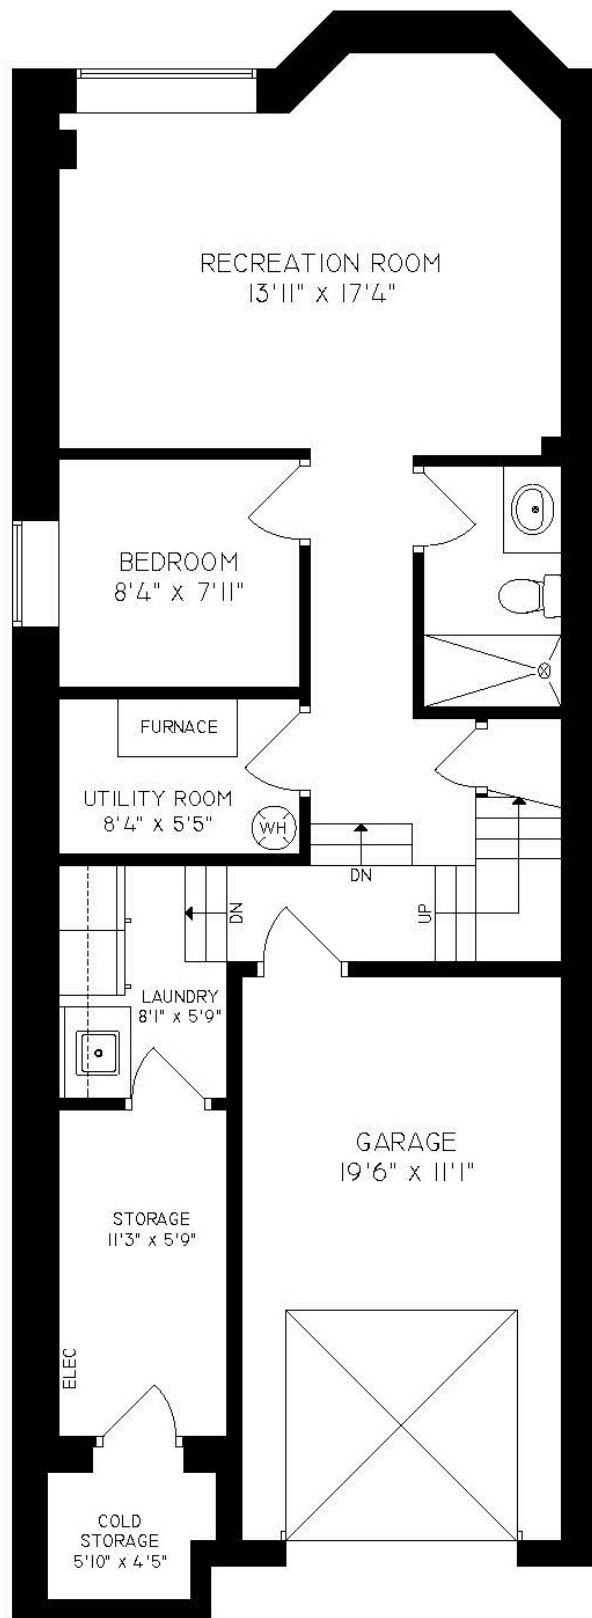 RECREATION ROOM
13'11" X 17'4"
BEDROOM
8'4" X 7'11"
FURNACE
UTILITY ROOM
8'4" X 5'5"
WH
DN
DN
UP
LAUNDRY
8'1" X 5'9"
GARAGE
19'6" X 11'1"
STORAGE
11'3" X 5'9"
ELEC
COLD
STORAGE
5'10" X 4'5"